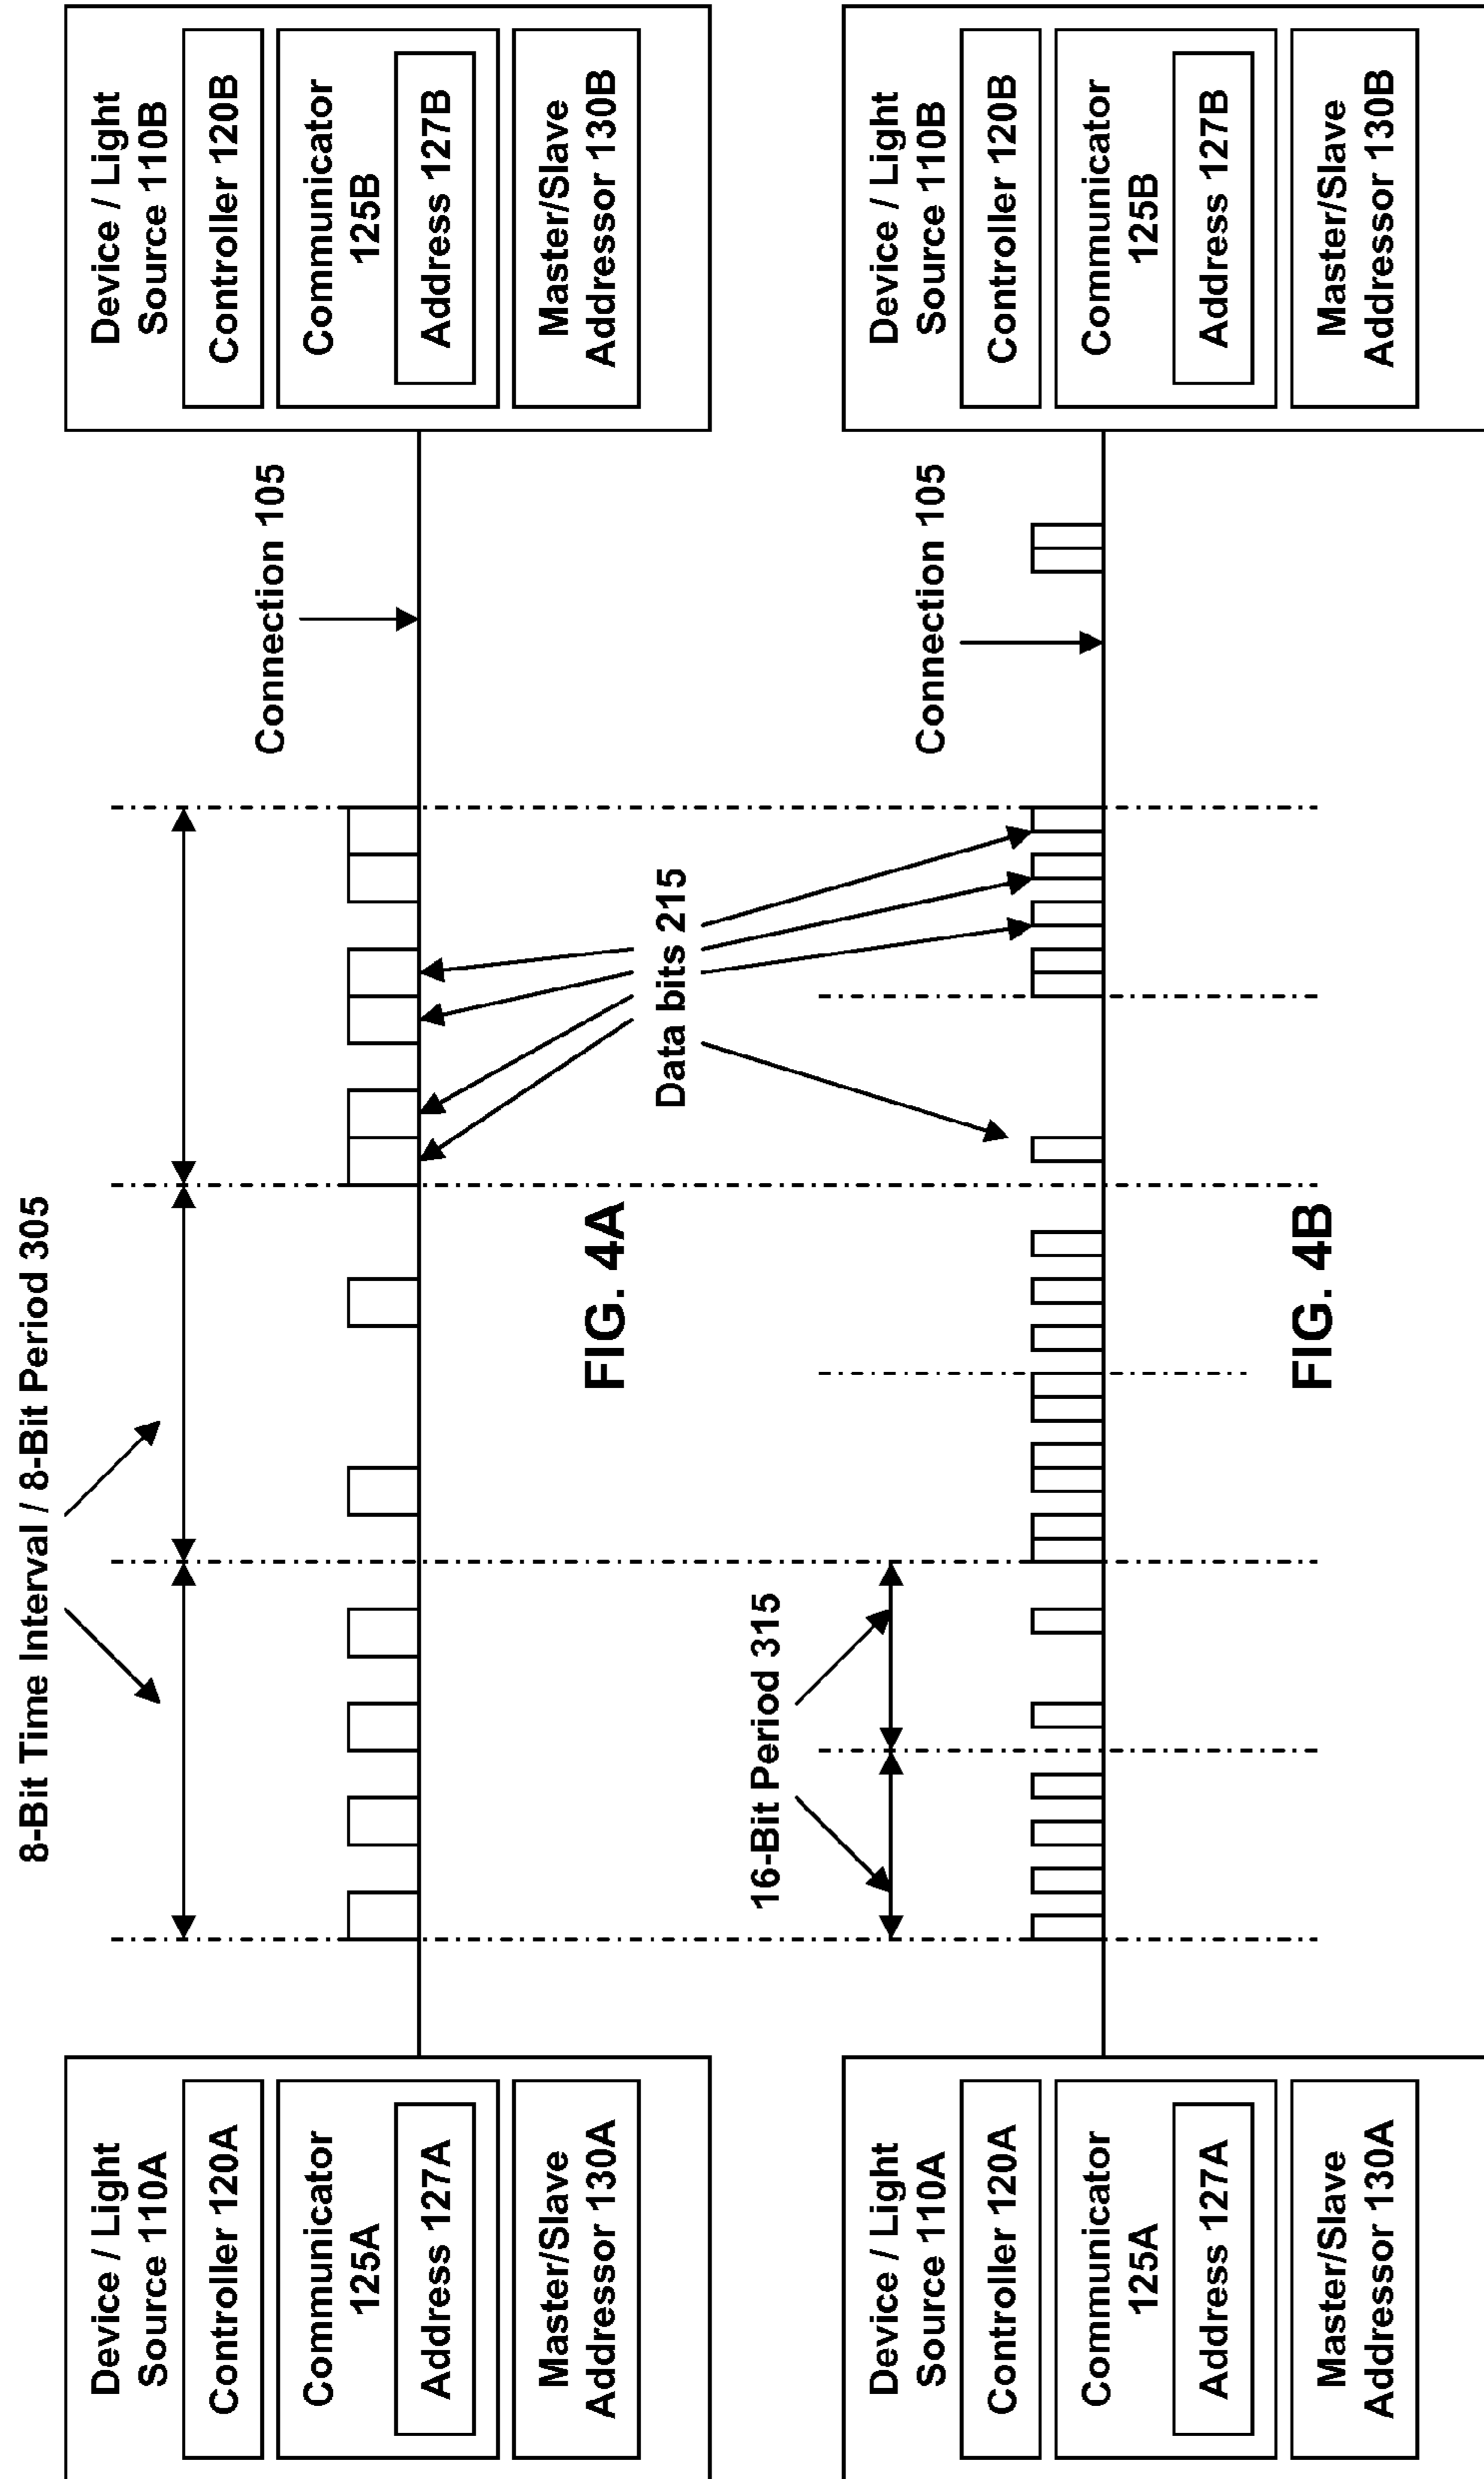 8-Bit Time Interval / 8-Bit Period 305
Device / Light
Source 110A
Controller 120A
Communicator
125A
Address 127A
Master/Slave
Addressor 130A
Connection 105
Device / Light
Source 110B
Controller 120B
Communicator
125B
Address 127B
Master/Slave
Addressor 130B
FIG. 4A
Data bits 215
16-Bit Period 315
Device / Light
Source 110A
Controller 120A
Communicator
125A
Address 127A
Master/Slave
Addressor 130A
Connection 105
Device / Light
Source 110B
Controller 120B
Communicator
125B
Address 127B
Master/Slave
Addressor 130B
FIG. 4B